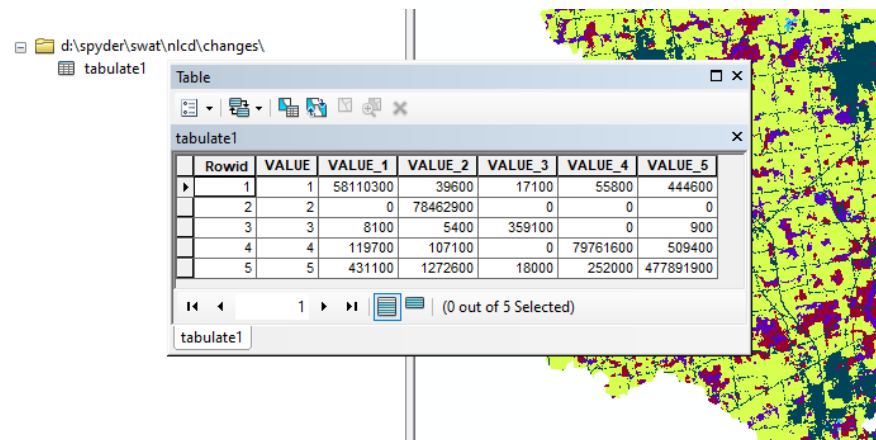 d:\spyder\swat\nlcd\changes\
tabulate1
Table
tabulate1
Rowid VALUE VALUE_1 VALUE_2 VALUE_3 VALUE_4 VALUE_5
1 1 58110300 39600 17100 55800 444600
2 2 0 78462900 0 0 0
3 3 8100 5400 359100 0 900
4 4 119700 107100 0 79761600 509400
5 5 431100 1272600 18000 252000 477891900
1 (0 out of 5 Selected)
tabulate1